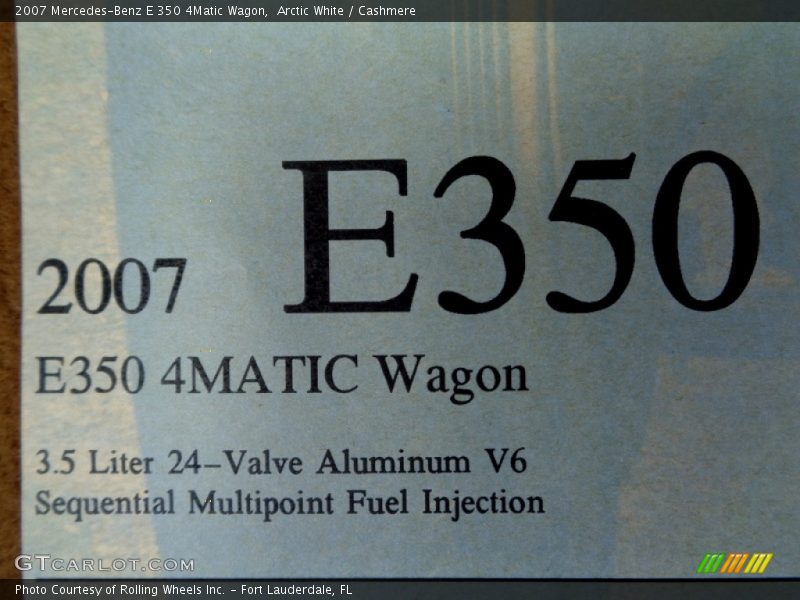 2007 Mercedes-Benz E 350 4Matic Wagon, Arctic White / Cashmere
2007 E350
E350 4MATIC Wagon
3.5 Liter 24-Valve Aluminum V6
Sequential Multipoint Fuel Injection
GTCARLOT.COM
Photo Courtesy of Rolling Wheels Inc. - Fort Lauderdale, FL